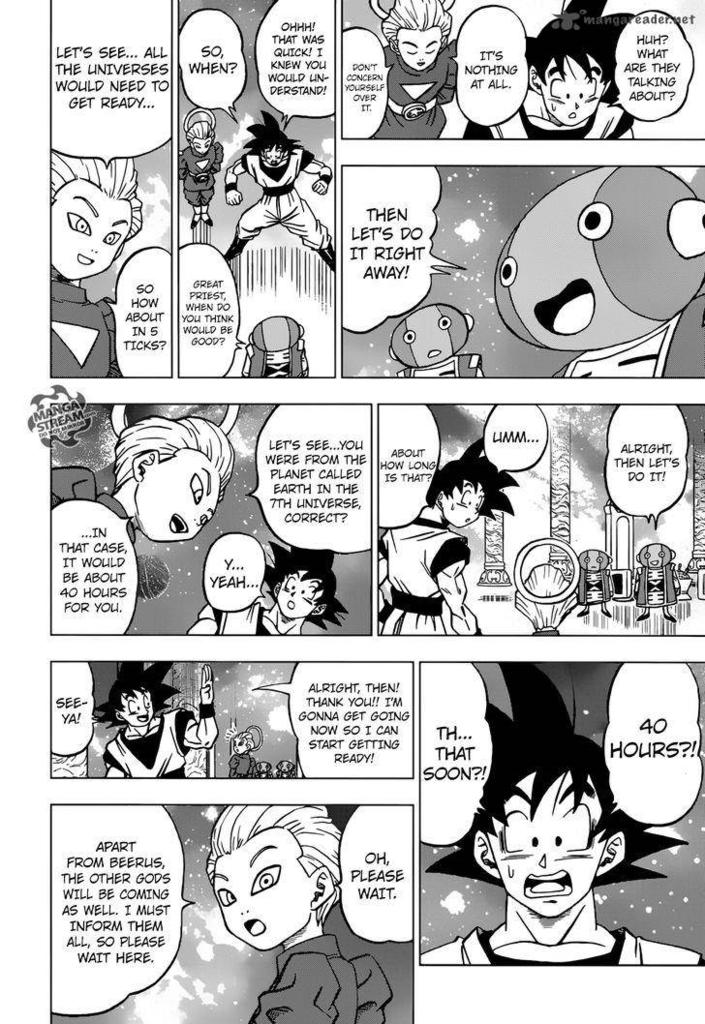 mangareader.net
HUH?
WHAT
ARE THEY
TALKING
ABOUT?
IT'S
NOTHING
AT ALL.
DON'T
CONCERN
YOURSELF
OVER
IT.
THEN
LET'S DO
IT RIGHT
AWAY!
OHHH!
THAT WAS
QUICK! I
KNEW YOU
WOULD UN-
DERSTAND!
SO,
WHEN?
GREAT
PRIEST,
WHEN DO
YOU THINK
WOULD BE
GOOD?
LET'S SEE... ALL
THE UNIVERSES
WOULD NEED TO
GET READY...
SO
HOW
ABOUT
IN 5
TICKS?
MANGA
STREAM
DO NOT MIRROR
ALRIGHT,
THEN LET'S
DO IT!
UMM...
ABOUT
HOW LONG
IS THAT?
LET'S SEE...YOU
WERE FROM THE
PLANET CALLED
EARTH IN THE
7TH UNIVERSE,
CORRECT?
Y...
YEAH...
...IN
THAT CASE,
IT WOULD
BE ABOUT
40 HOURS
FOR YOU.
40
HOURS?!
TH...
THAT
SOON?!
ALRIGHT, THEN!
THANK YOU!! I'M
GONNA GET GOING
NOW SO I CAN
START GETTING
READY!
SEE-
YA!
OH,
PLEASE
WAIT.
APART
FROM BEERUS,
THE OTHER GODS
WILL BE COMING
AS WELL. I MUST
INFORM THEM
ALL, SO PLEASE
WAIT HERE.